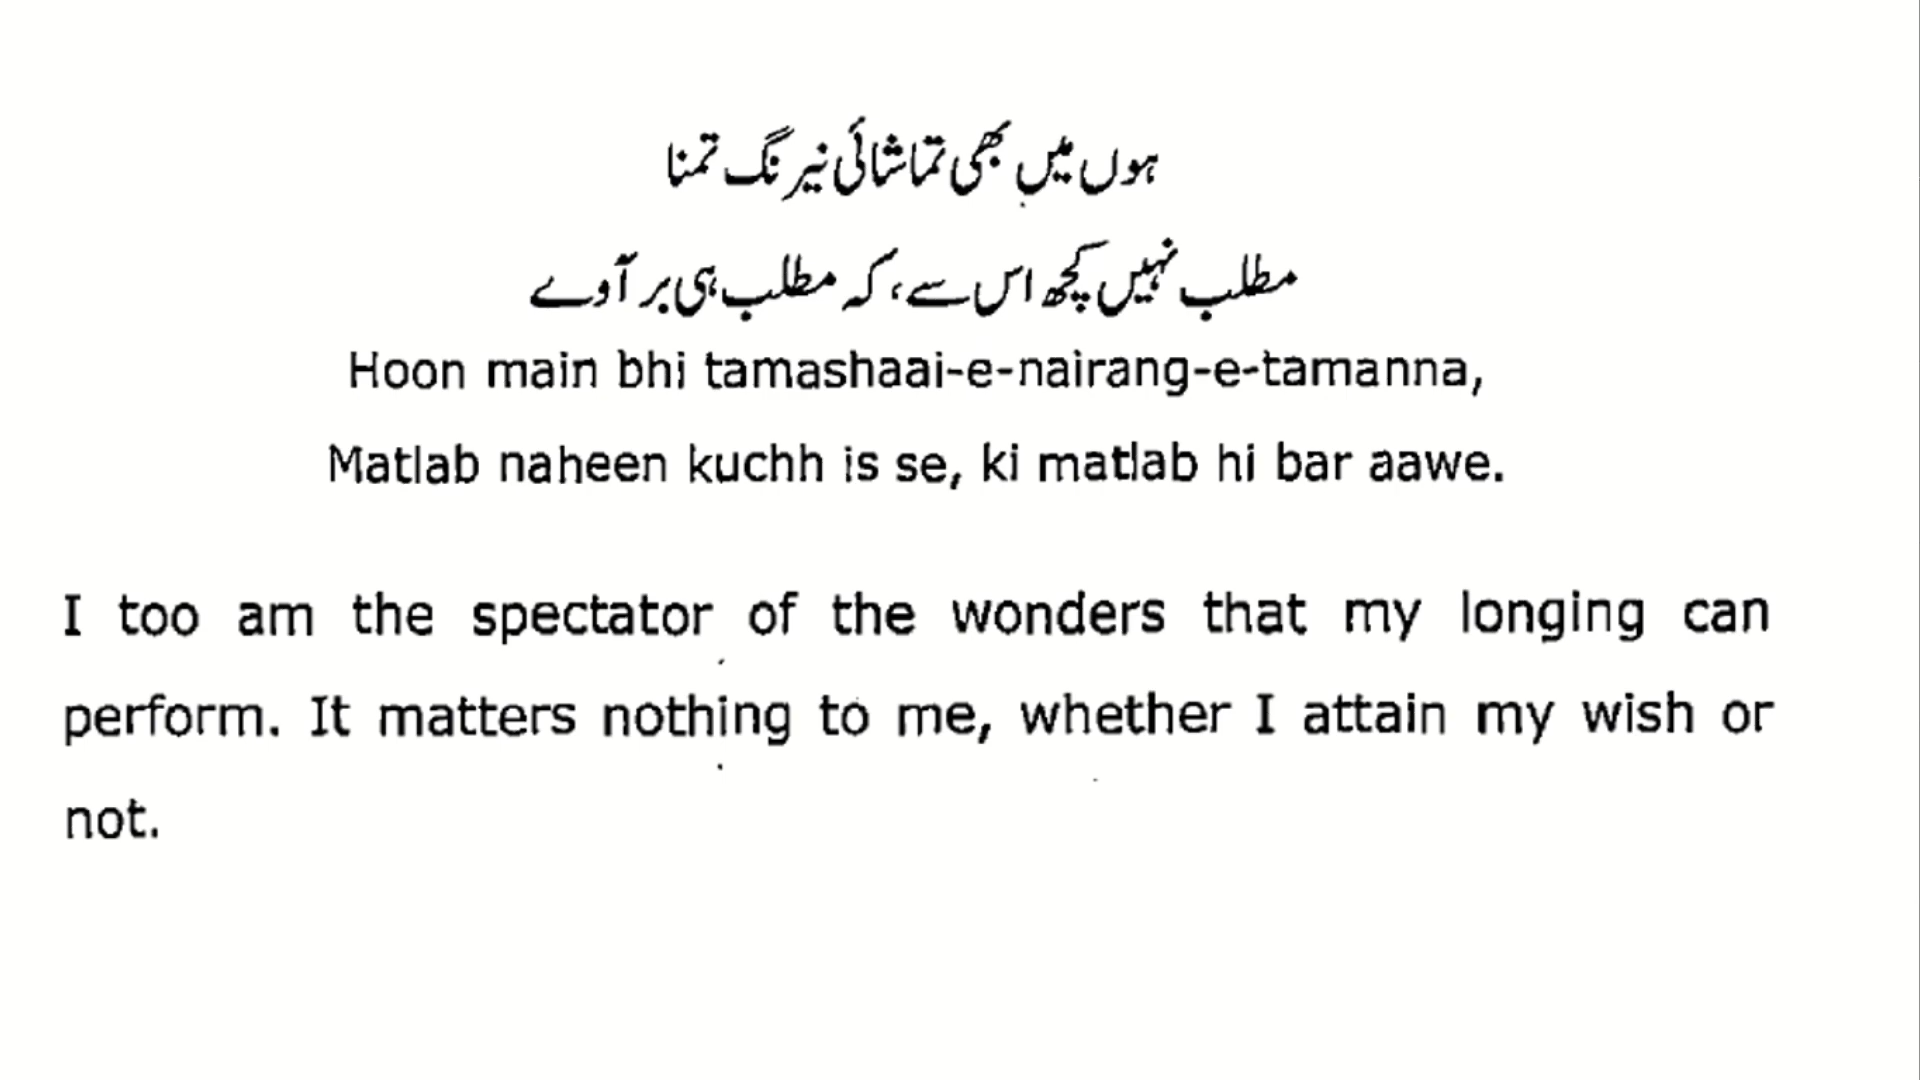 ہوں میں بھی تماشائی نیرنگ تمنا
مطلب نہیں کچھ اس سے، کہ مطلب ہی بر آوے
Hoon main bhi tamashaai-e-nairang-e-tamanna,
Matlab naheen kuchh is se, ki matlab hi bar aawe.
I too am the spectator of the wonders that my longing can
perform. It matters nothing to me, whether I attain my wish or
not.